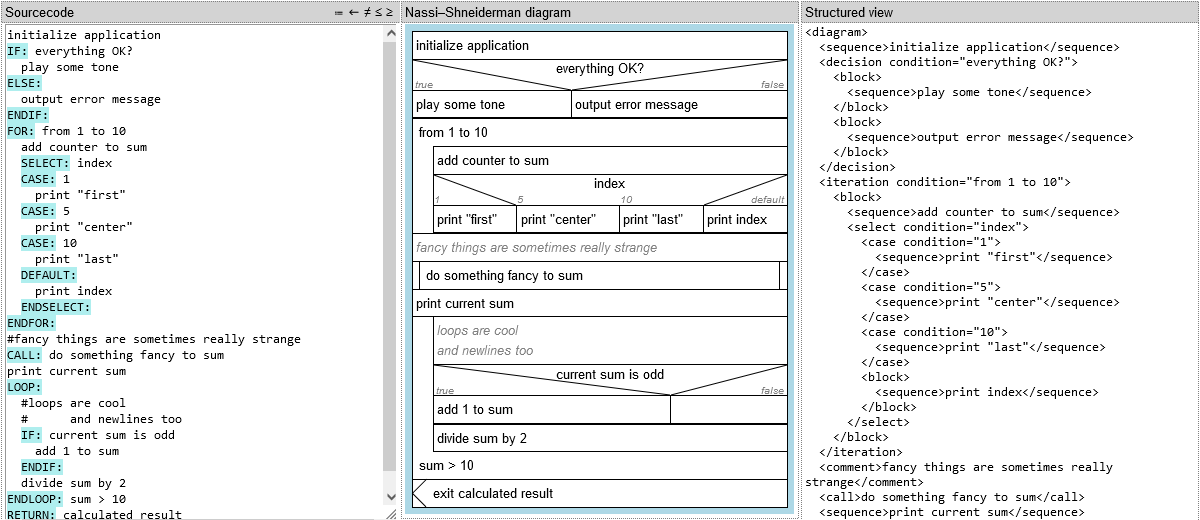 Sourcecode
= ← ≠ ≤ ≥
initialize application
IF: everything OK?
play some tone
ELSE:
output error message
ENDIF:
FOR: from 1 to 10
add counter to sum
SELECT: index
CASE: 1
print "first"
CASE: 5
print "center"
CASE: 10
print "last"
DEFAULT:
print index
ENDSELECT:
ENDFOR:
#fancy things are sometimes really strange
CALL: do something fancy to sum
print current sum
LOOP:
#loops are cool
#      and newlines too
IF: current sum is odd
add 1 to sum
ENDIF:
divide sum by 2
ENDLOOP: sum > 10
RETURN: calculated result
Nassi–Shneiderman diagram
initialize application
everything OK?
true
false
play some tone
output error message
from 1 to 10
add counter to sum
index
1
5
10
default
print "first"
print "center"
print "last"
print index
fancy things are sometimes really strange
do something fancy to sum
print current sum
loops are cool
and newlines too
current sum is odd
true
false
add 1 to sum
divide sum by 2
sum > 10
exit calculated result
Structured view
<diagram>
<sequence>initialize application</sequence>
<decision condition="everything OK?">
<block>
<sequence>play some tone</sequence>
</block>
<block>
<sequence>output error message</sequence>
</block>
</decision>
<iteration condition="from 1 to 10">
<block>
<sequence>add counter to sum</sequence>
<select condition="index">
<case condition="1">
<sequence>print "first"</sequence>
</case>
<case condition="5">
<sequence>print "center"</sequence>
</case>
<case condition="10">
<sequence>print "last"</sequence>
</case>
<block>
<sequence>print index</sequence>
</block>
</select>
</block>
</iteration>
<comment>fancy things are sometimes really
strange</comment>
<call>do something fancy to sum</call>
<sequence>print current sum</sequence>